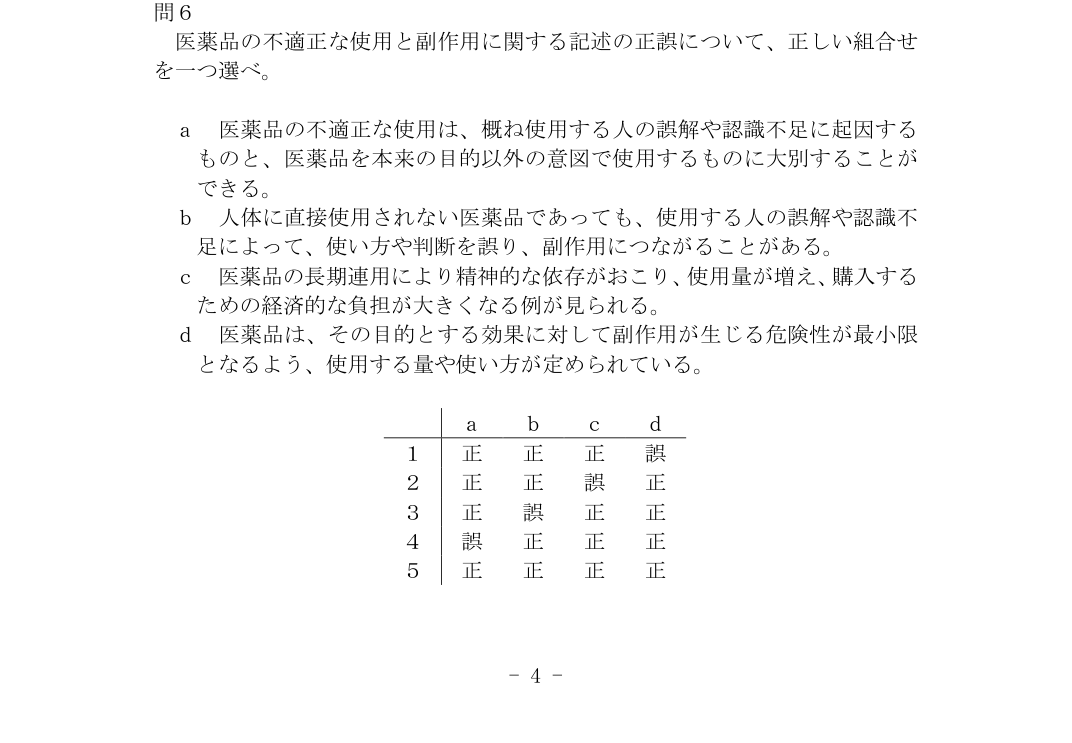 問６
医薬品の不適正な使用と副作用に関する記述の正誤について、正しい組合せ
を一つ選べ。
ａ　医薬品の不適正な使用は、概ね使用する人の誤解や認識不足に起因する
ものと、医薬品を本来の目的以外の意図で使用するものに大別することが
できる。
ｂ　人体に直接使用されない医薬品であっても、使用する人の誤解や認識不
足によって、使い方や判断を誤り、副作用につながることがある。
ｃ　医薬品の長期連用により精神的な依存がおこり、使用量が増え、購入する
ための経済的な負担が大きくなる例が見られる。
ｄ　医薬品は、その目的とする効果に対して副作用が生じる危険性が最小限
となるよう、使用する量や使い方が定められている。
ａ　ｂ　ｃ　ｄ
１　正　正　正　誤
２　正　正　誤　正
３　正　誤　正　正
４　誤　正　正　正
５　正　正　正　正
- 4 -